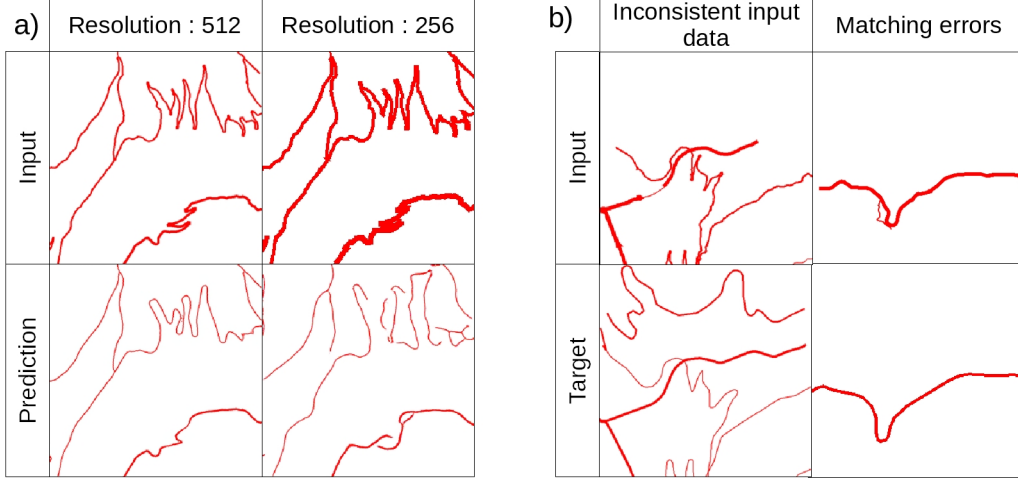 a)
Resolution : 512
Resolution : 256
Input
Prediction
b)
Inconsistent input
data
Matching errors
Input
Target